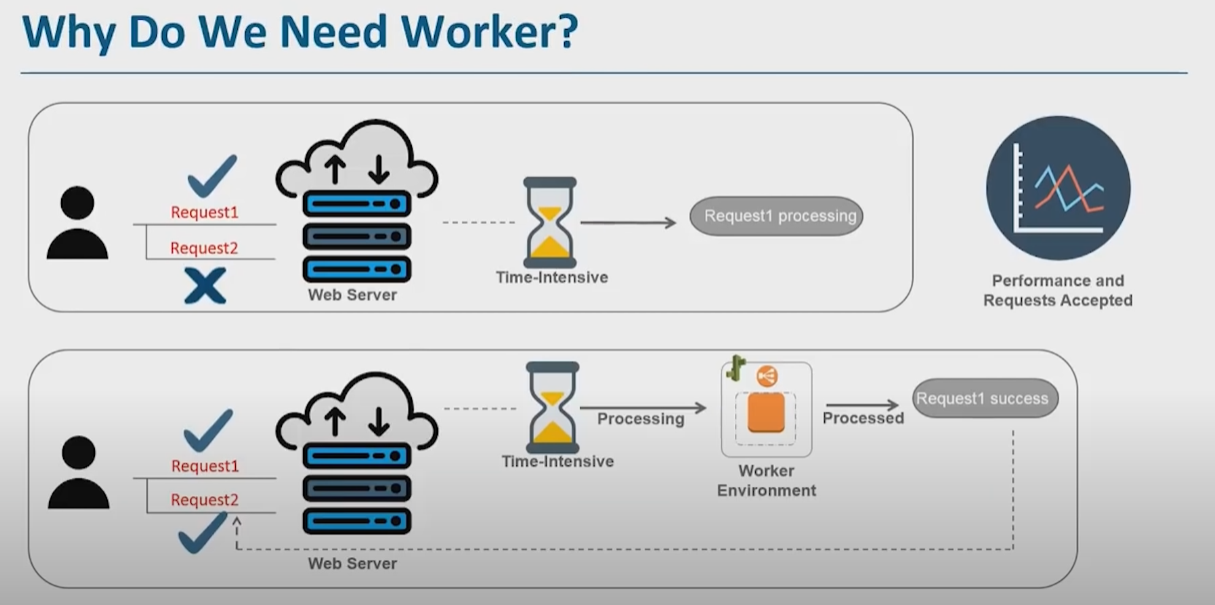 Why Do We Need Worker?
Request1
Request2
Web Server
Time-Intensive
Request1 processing
Performance and
Requests Accepted
Request1
Request2
Web Server
Time-Intensive
Processing
Worker
Environment
Processed
Request1 success